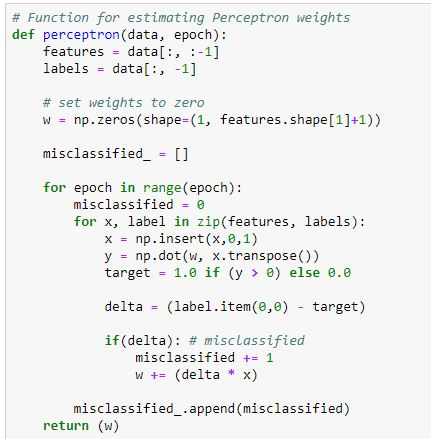 # Function for estimating Perceptron weights
def perceptron(data, epoch):
    features = data[:, :-1]
    labels = data[:, -1]

    # set weights to zero
    w = np.zeros(shape=(1, features.shape[1]+1))

    misclassified_ = []

    for epoch in range(epoch):
        misclassified = 0
        for x, label in zip(features, labels):
            x = np.insert(x,0,1)
            y = np.dot(w, x.transpose())
            target = 1.0 if (y > 0) else 0.0

            delta = (label.item(0,0) - target)

            if(delta): # misclassified
                misclassified += 1
                w += (delta * x)

        misclassified_.append(misclassified)
    return (w)